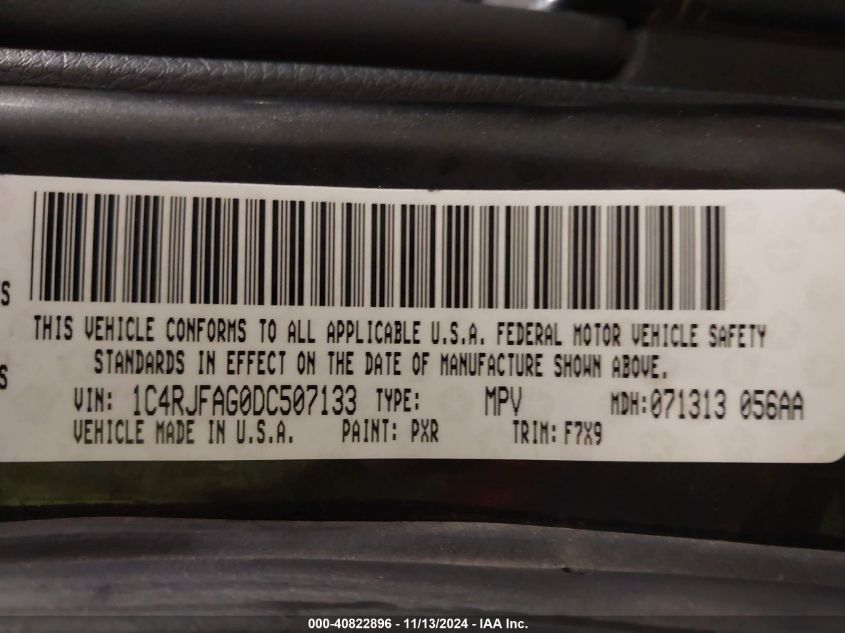 S
THIS VEHICLE CONFORMS TO ALL APPLICABLE U.S.A. FEDERAL MOTOR VEHICLE SAFETY
S
STANDARDS IN EFFECT ON THE DATE OF MANUFACTURE SHOWN ABOVE.
VIN: 1C4RJFAG0DC507133 TYPE: MPV MDH:071313 056AA
VEHICLE MADE IN U.S.A. PAINT: PXR TRIM: F7X9
000-40822896 - 11/13/2024 - IAA Inc.